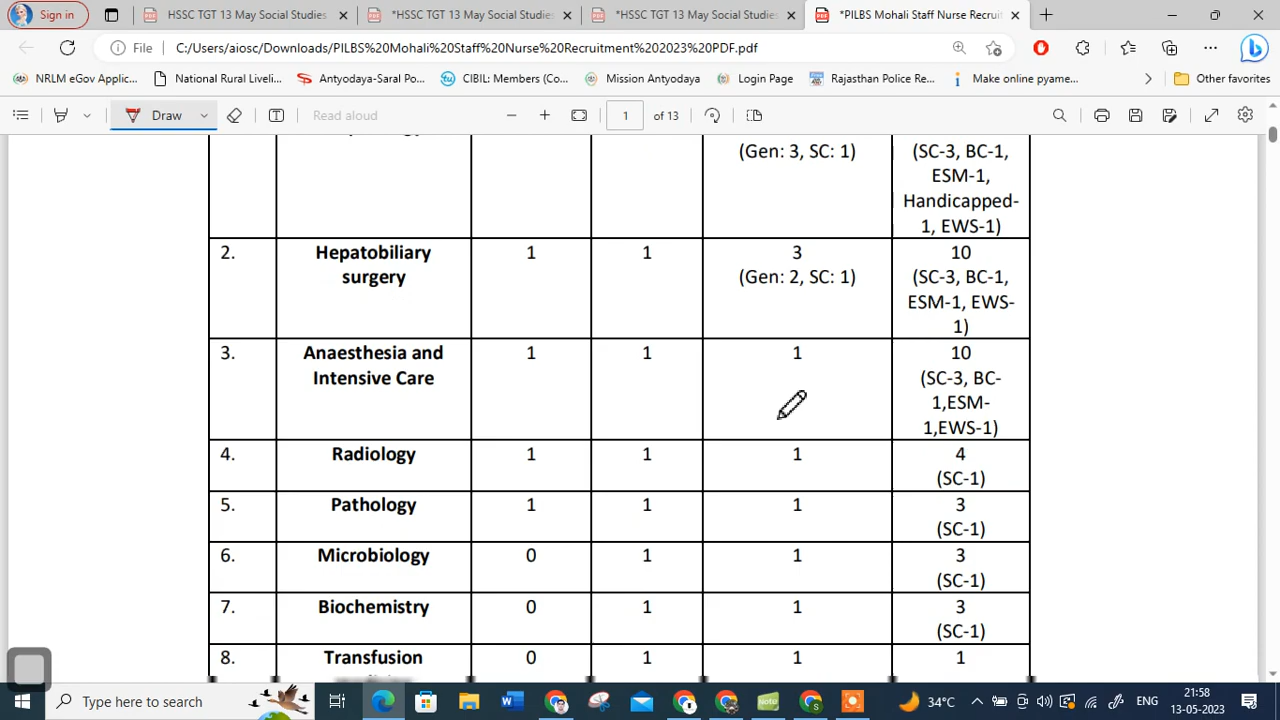 Sign in
HSSC TGT 13 May Social Studies
*HSSC TGT 13 May Social Studies
*HSSC TGT 13 May Social Studies
*PILBS Mohali Staff Nurse Recrui
File
C:/Users/aiosc/Downloads/PILBS%20Mohali%20Staff%20Nurse%20Recruitment%202023%20PDF.pdf
NRLM eGov Applic...
National Rural Liveli...
Antyodaya-Saral Po...
CIBIL: Members (Co...
Mission Antyodaya
Login Page
Rajasthan Police Re...
Make online pyame...
Other favorites
Draw
Read aloud
1 of 13
(Gen: 3, SC: 1)
(SC-3, BC-1,
ESM-1,
Handicapped-
1, EWS-1)
2. Hepatobiliary 1 1 3 10
surgery (Gen: 2, SC: 1) (SC-3, BC-1,
ESM-1, EWS-
1)
3. Anaesthesia and 1 1 1 10
Intensive Care (SC-3, BC-
1,ESM-
1,EWS-1)
4. Radiology 1 1 1 4
(SC-1)
5. Pathology 1 1 1 3
(SC-1)
6. Microbiology 0 1 1 3
(SC-1)
7. Biochemistry 0 1 1 3
(SC-1)
8. Transfusion 0 1 1 1
Type here to search
34°C
ENG
21:58
13-05-2023